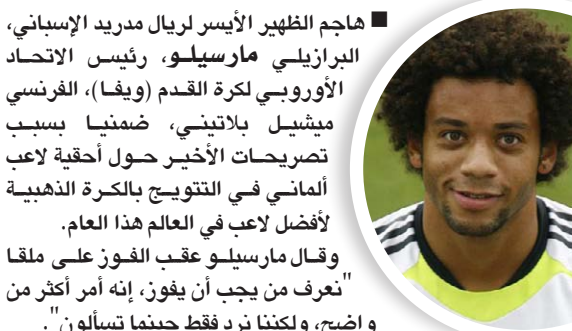 ■ هاجم الظهير الأيسر لريال مدريد الإسباني،
البرازيلي مارسيلو، رئيس الاتحاد
الأوروبي لكرة القدم (ويفا)، الفرنسي
ميشيل بلاتيني، ضمنيا بسبب
تصريحات الأخير حول أحقية لاعب
ألماني في التتويج بالكرة الذهبية
لأفضل لاعب في العالم هذا العام.
وقال مارسيلو عقب الفوز على ملقا
"نعرف من يجب أن يفوز، إنه أمر أكثر من
واضح، ولكننا نرد فقط حينما تسألون".